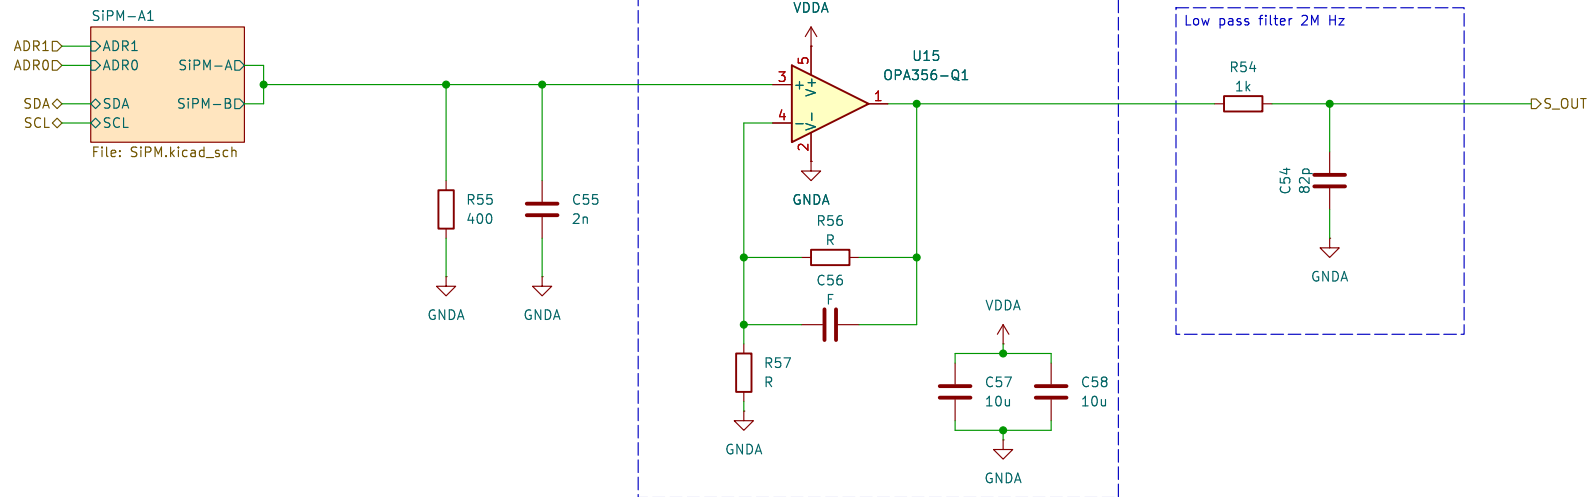 SiPM-A1
ADR1
ADR1
ADR0
ADR0
SiPM-A
SDA
SDA
SiPM-B
SCL
SCL
File: SiPM.kicad_sch
R55
400
GNDA
C55
2n
GNDA
VDDA
U15
OPA356-Q1
3
+
5
V+
1
4
-
V-
2
GNDA
R56
R
C56
F
R57
R
GNDA
VDDA
C57
10u
C58
10u
GNDA
Low pass filter 2M Hz
R54
1k
S_OUT
C54
82p
GNDA